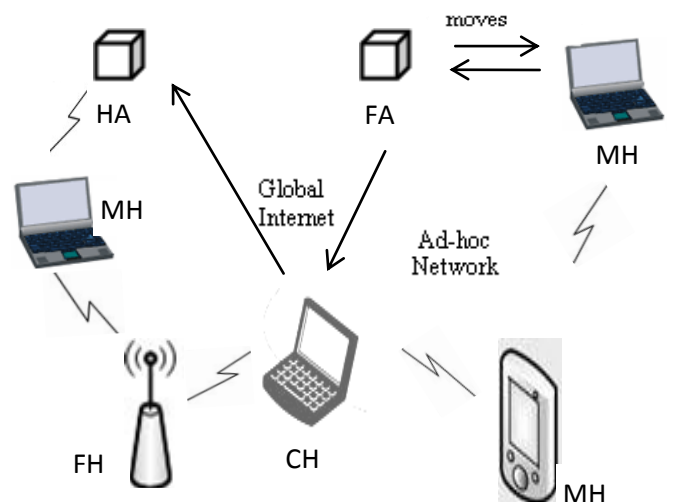 moves
HA
FA
MH
MH
Global
Internet
Ad-hoc
Network
FH
CH
MH